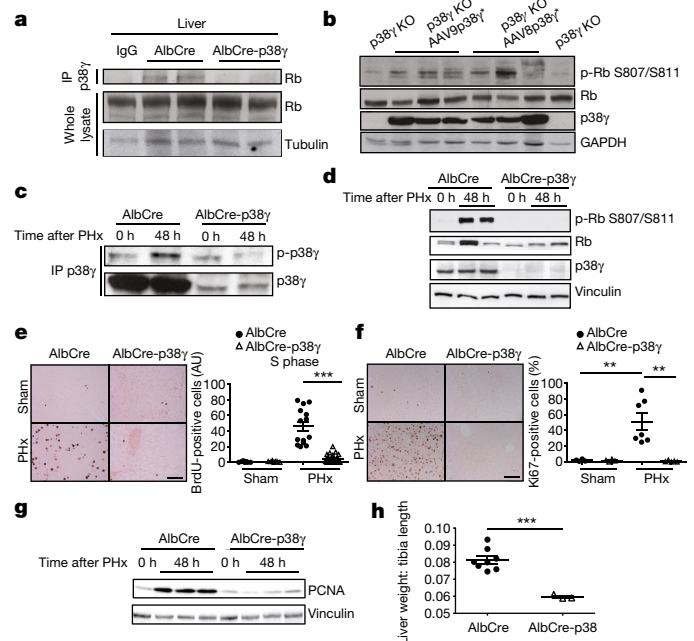 a
Liver
IgG AlbCre AlbCre-p38γ
IP p38γ
Rb
Whole lysate
Rb
Tubulin
b
p38γ KO
p38γ KO AAV9p38γ*
p38γ KO AAV8p38γ*
p38γ KO
p-Rb S807/S811
Rb
p38γ
GAPDH
c
AlbCre AlbCre-p38γ
Time after PHx 0 h 48 h 0 h 48 h
IP p38γ
p-p38γ
p38γ
d
AlbCre AlbCre-p38γ
Time after PHx 0 h 48 h 0 h 48 h
p-Rb S807/S811
Rb
p38γ
Vinculin
e
AlbCre AlbCre-p38γ
Sham
PHx
AlbCre
AlbCre-p38γ
S phase
***
BrdU-positive cells (AU)
100
80
60
40
20
0
Sham PHx
f
AlbCre AlbCre-p38γ
Sham
PHx
AlbCre
AlbCre-p38γ
** **
Ki67-positive cells (%)
100
80
60
40
20
0
Sham PHx
g
AlbCre AlbCre-p38γ
Time after PHx 0 h 48 h 0 h 48 h
PCNA
Vinculin
h
***
Liver weight: tibia length
0.10
0.09
0.08
0.07
0.06
0.05
AlbCre AlbCre-p38